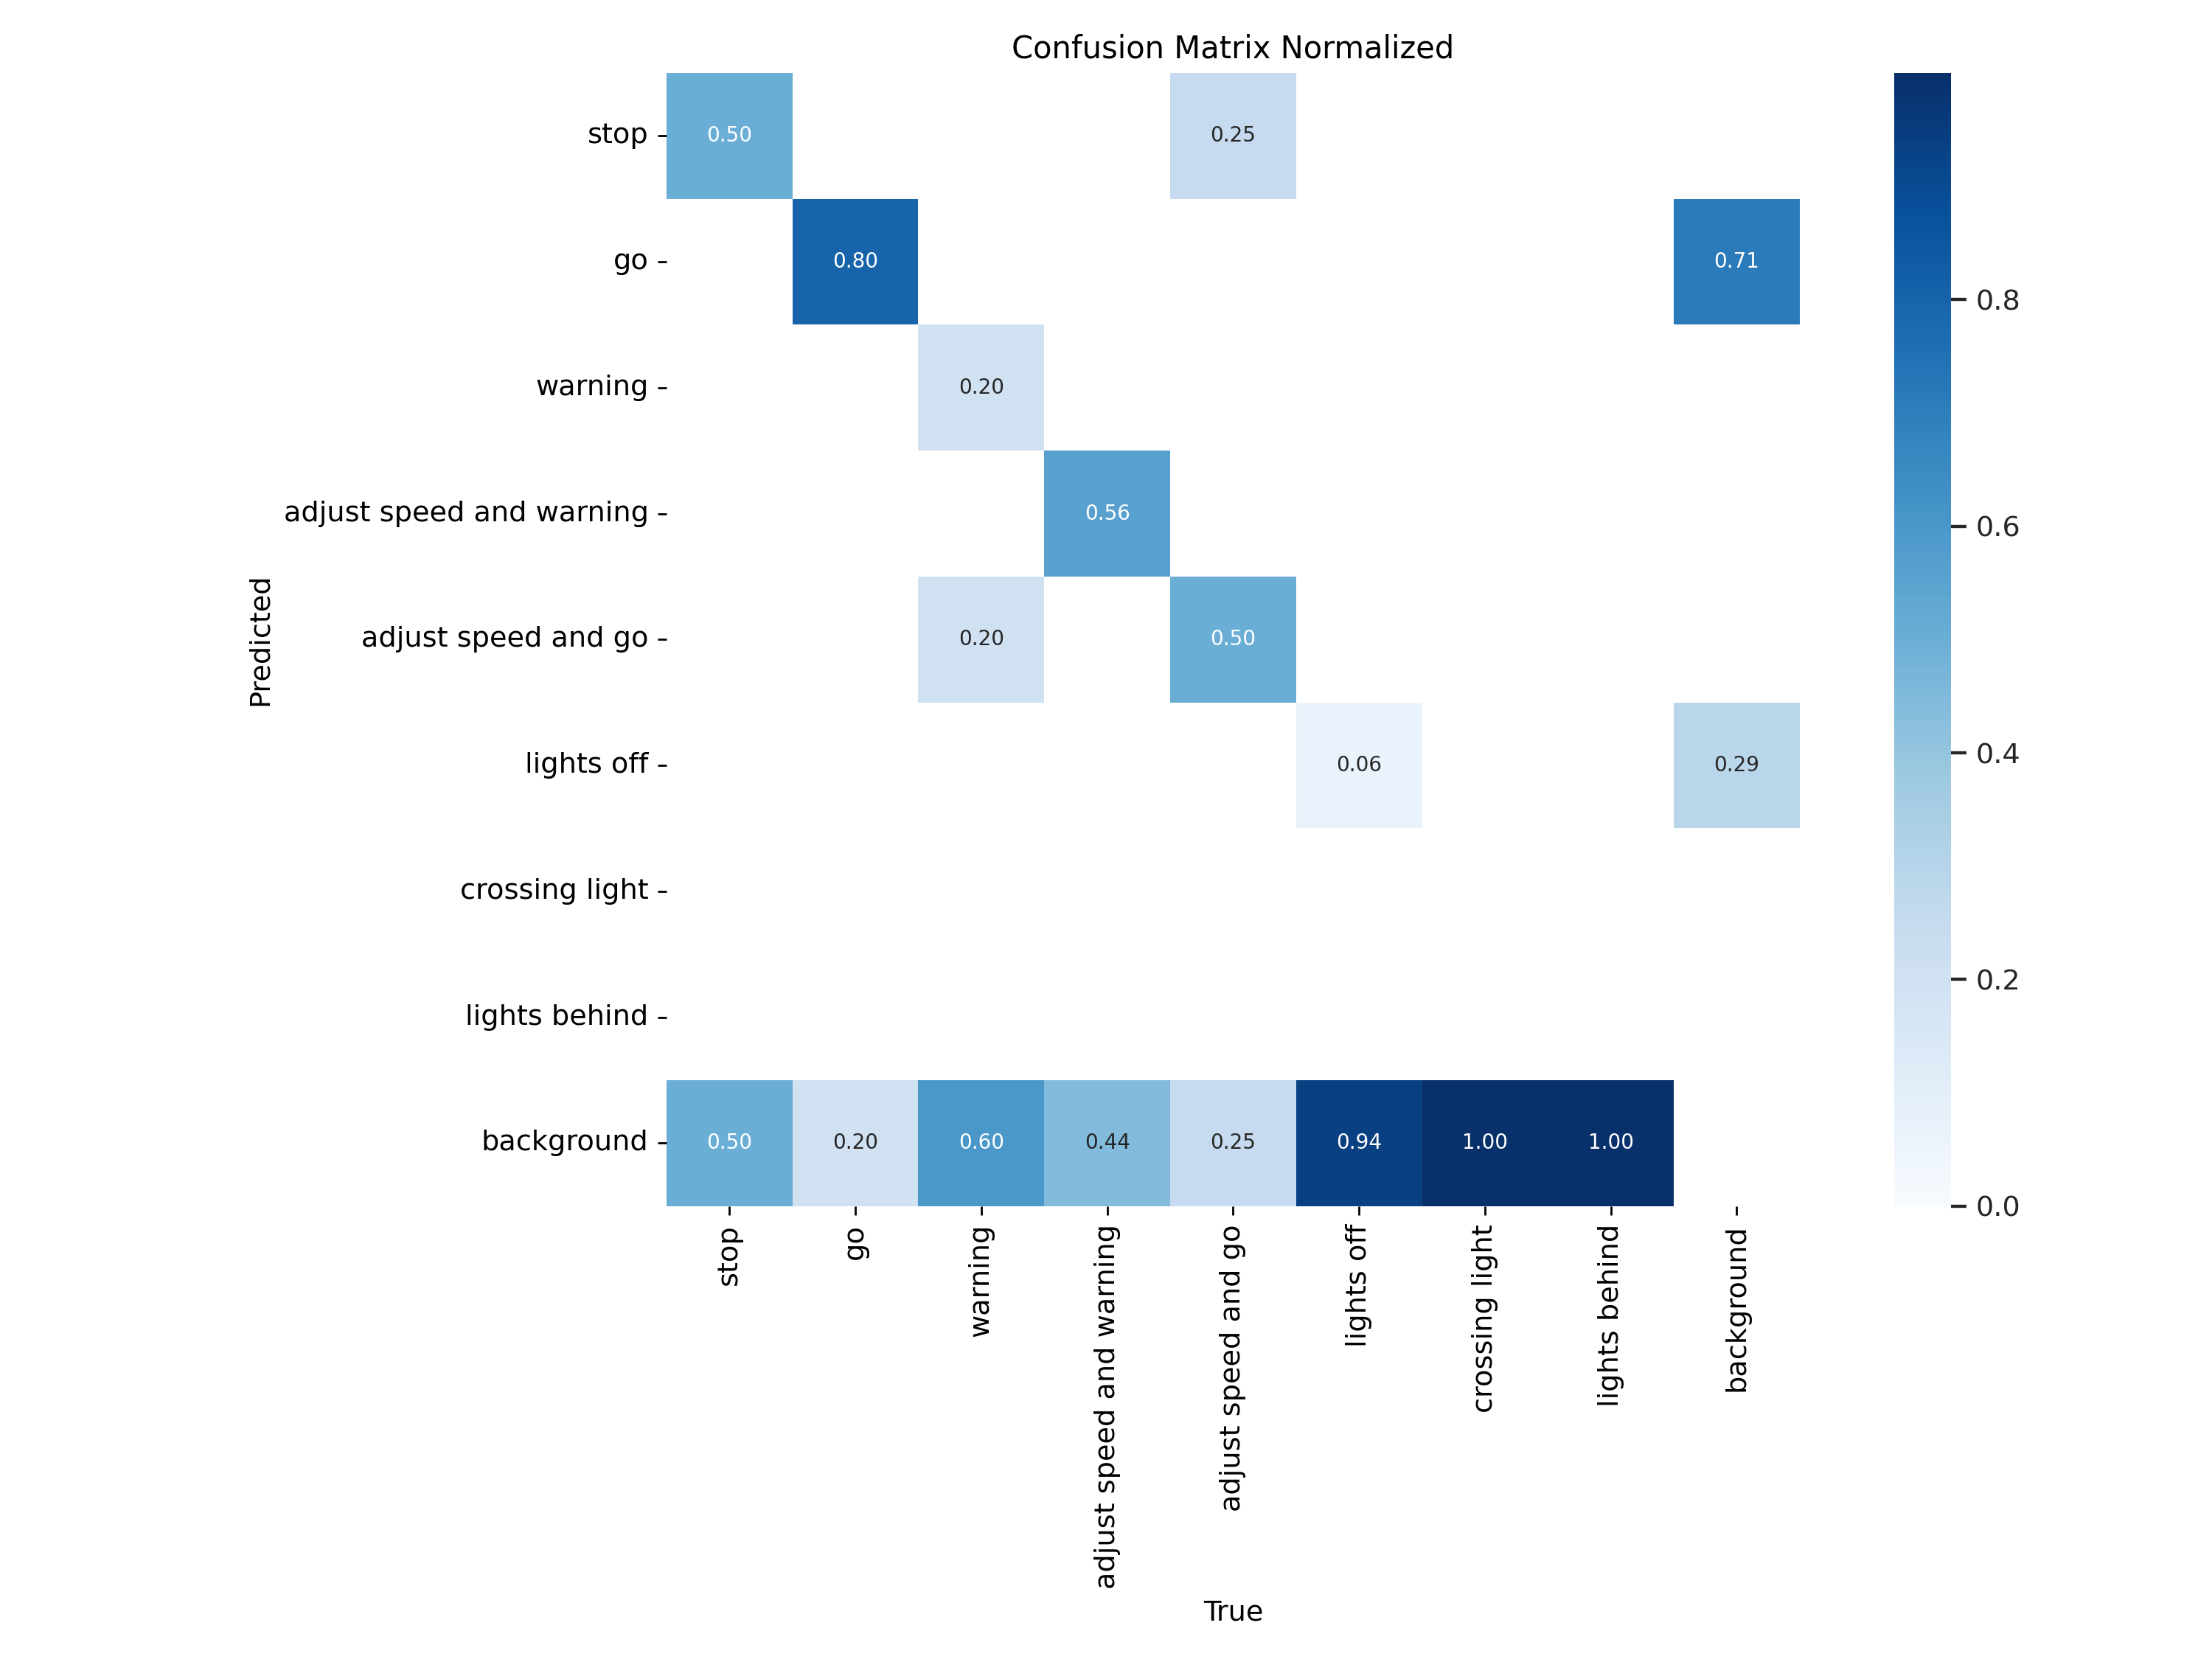 Confusion Matrix Normalized
stop
0.50
0.25
go
0.80
0.71
0.8
warning
0.20
adjust speed and warning
0.56
0.6
Predicted
adjust speed and go
0.20
0.50
lights off
0.06
0.29
0.4
crossing light
lights behind
0.2
background
0.50
0.20
0.60
0.44
0.25
0.94
1.00
1.00
0.0
stop
go
warning
adjust speed and warning
adjust speed and go
lights off
crossing light
lights behind
background
True